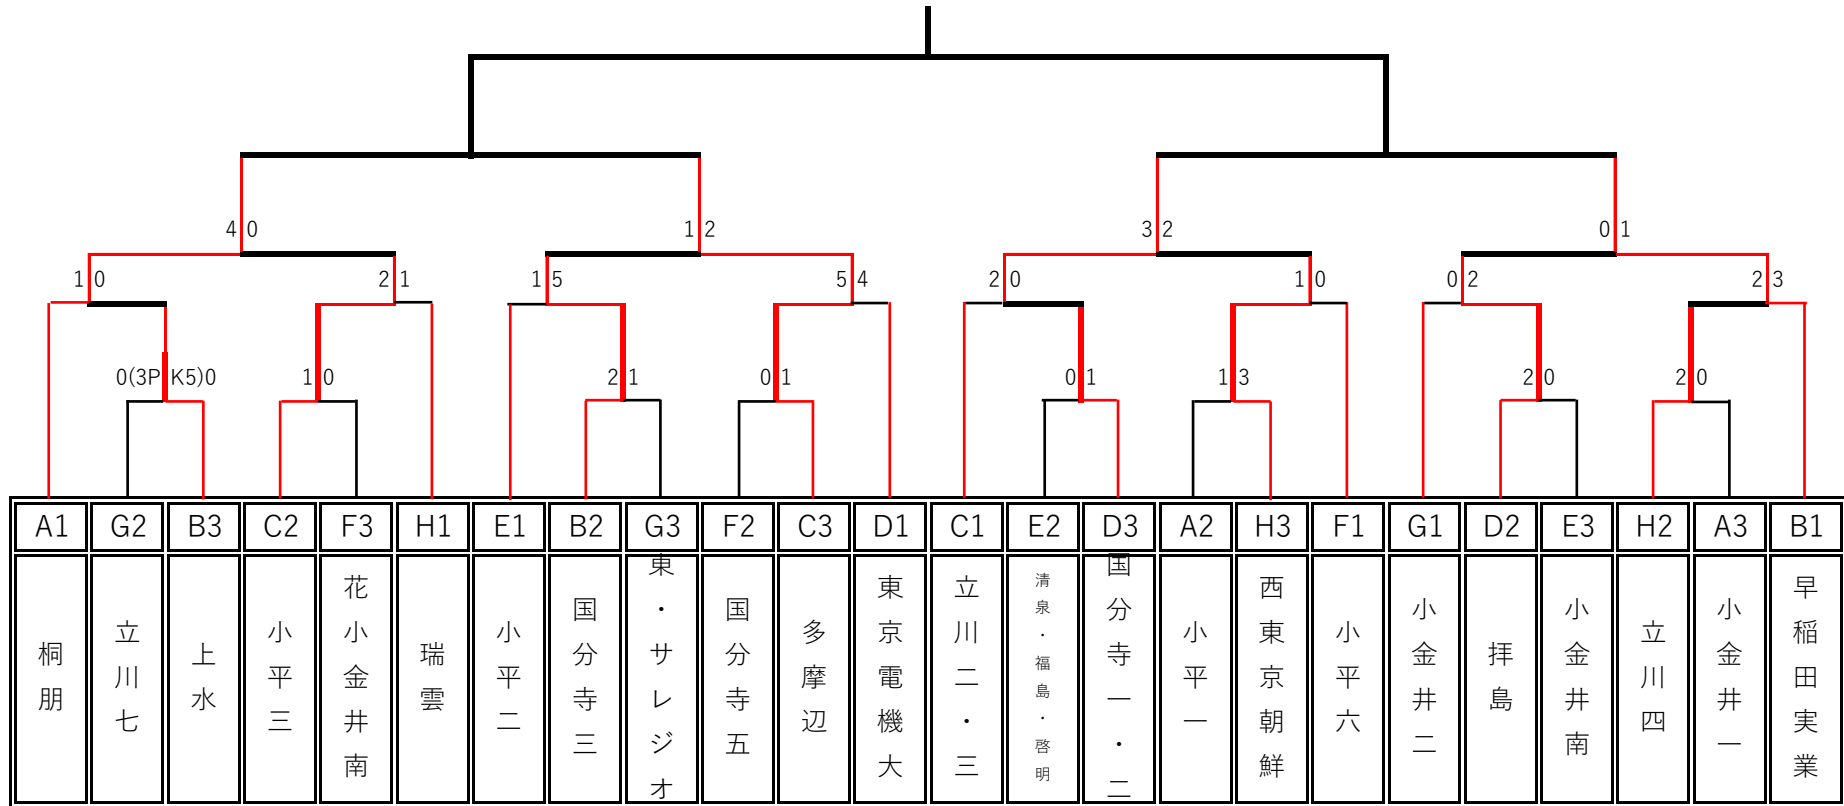 4 0
1 2
3 2
0 1
1 0
2 1
1 5
5 4
2 0
1 0
0 2
2 3
0(3PK5)0
1 0
2 1
0 1
0 1
1 3
2 0
2 0
A1 G2 B3 C2 F3 H1 E1 B2 G3 F2 C3 D1 C1 E2 D3 A2 H3 F1 G1 D2 E3 H2 A3 B1
桐朋
立川七
上水
小平三
花小金井南
瑞雲
小平二
国分寺三
東・サレジオ
国分寺五
多摩辺
東京電機大
立川二・三
清泉・福島・啓明
国分寺一・二
小平一
西東京朝鮮
小平六
小金井二
拝島
小金井南
立川四
小金井一
早稲田実業